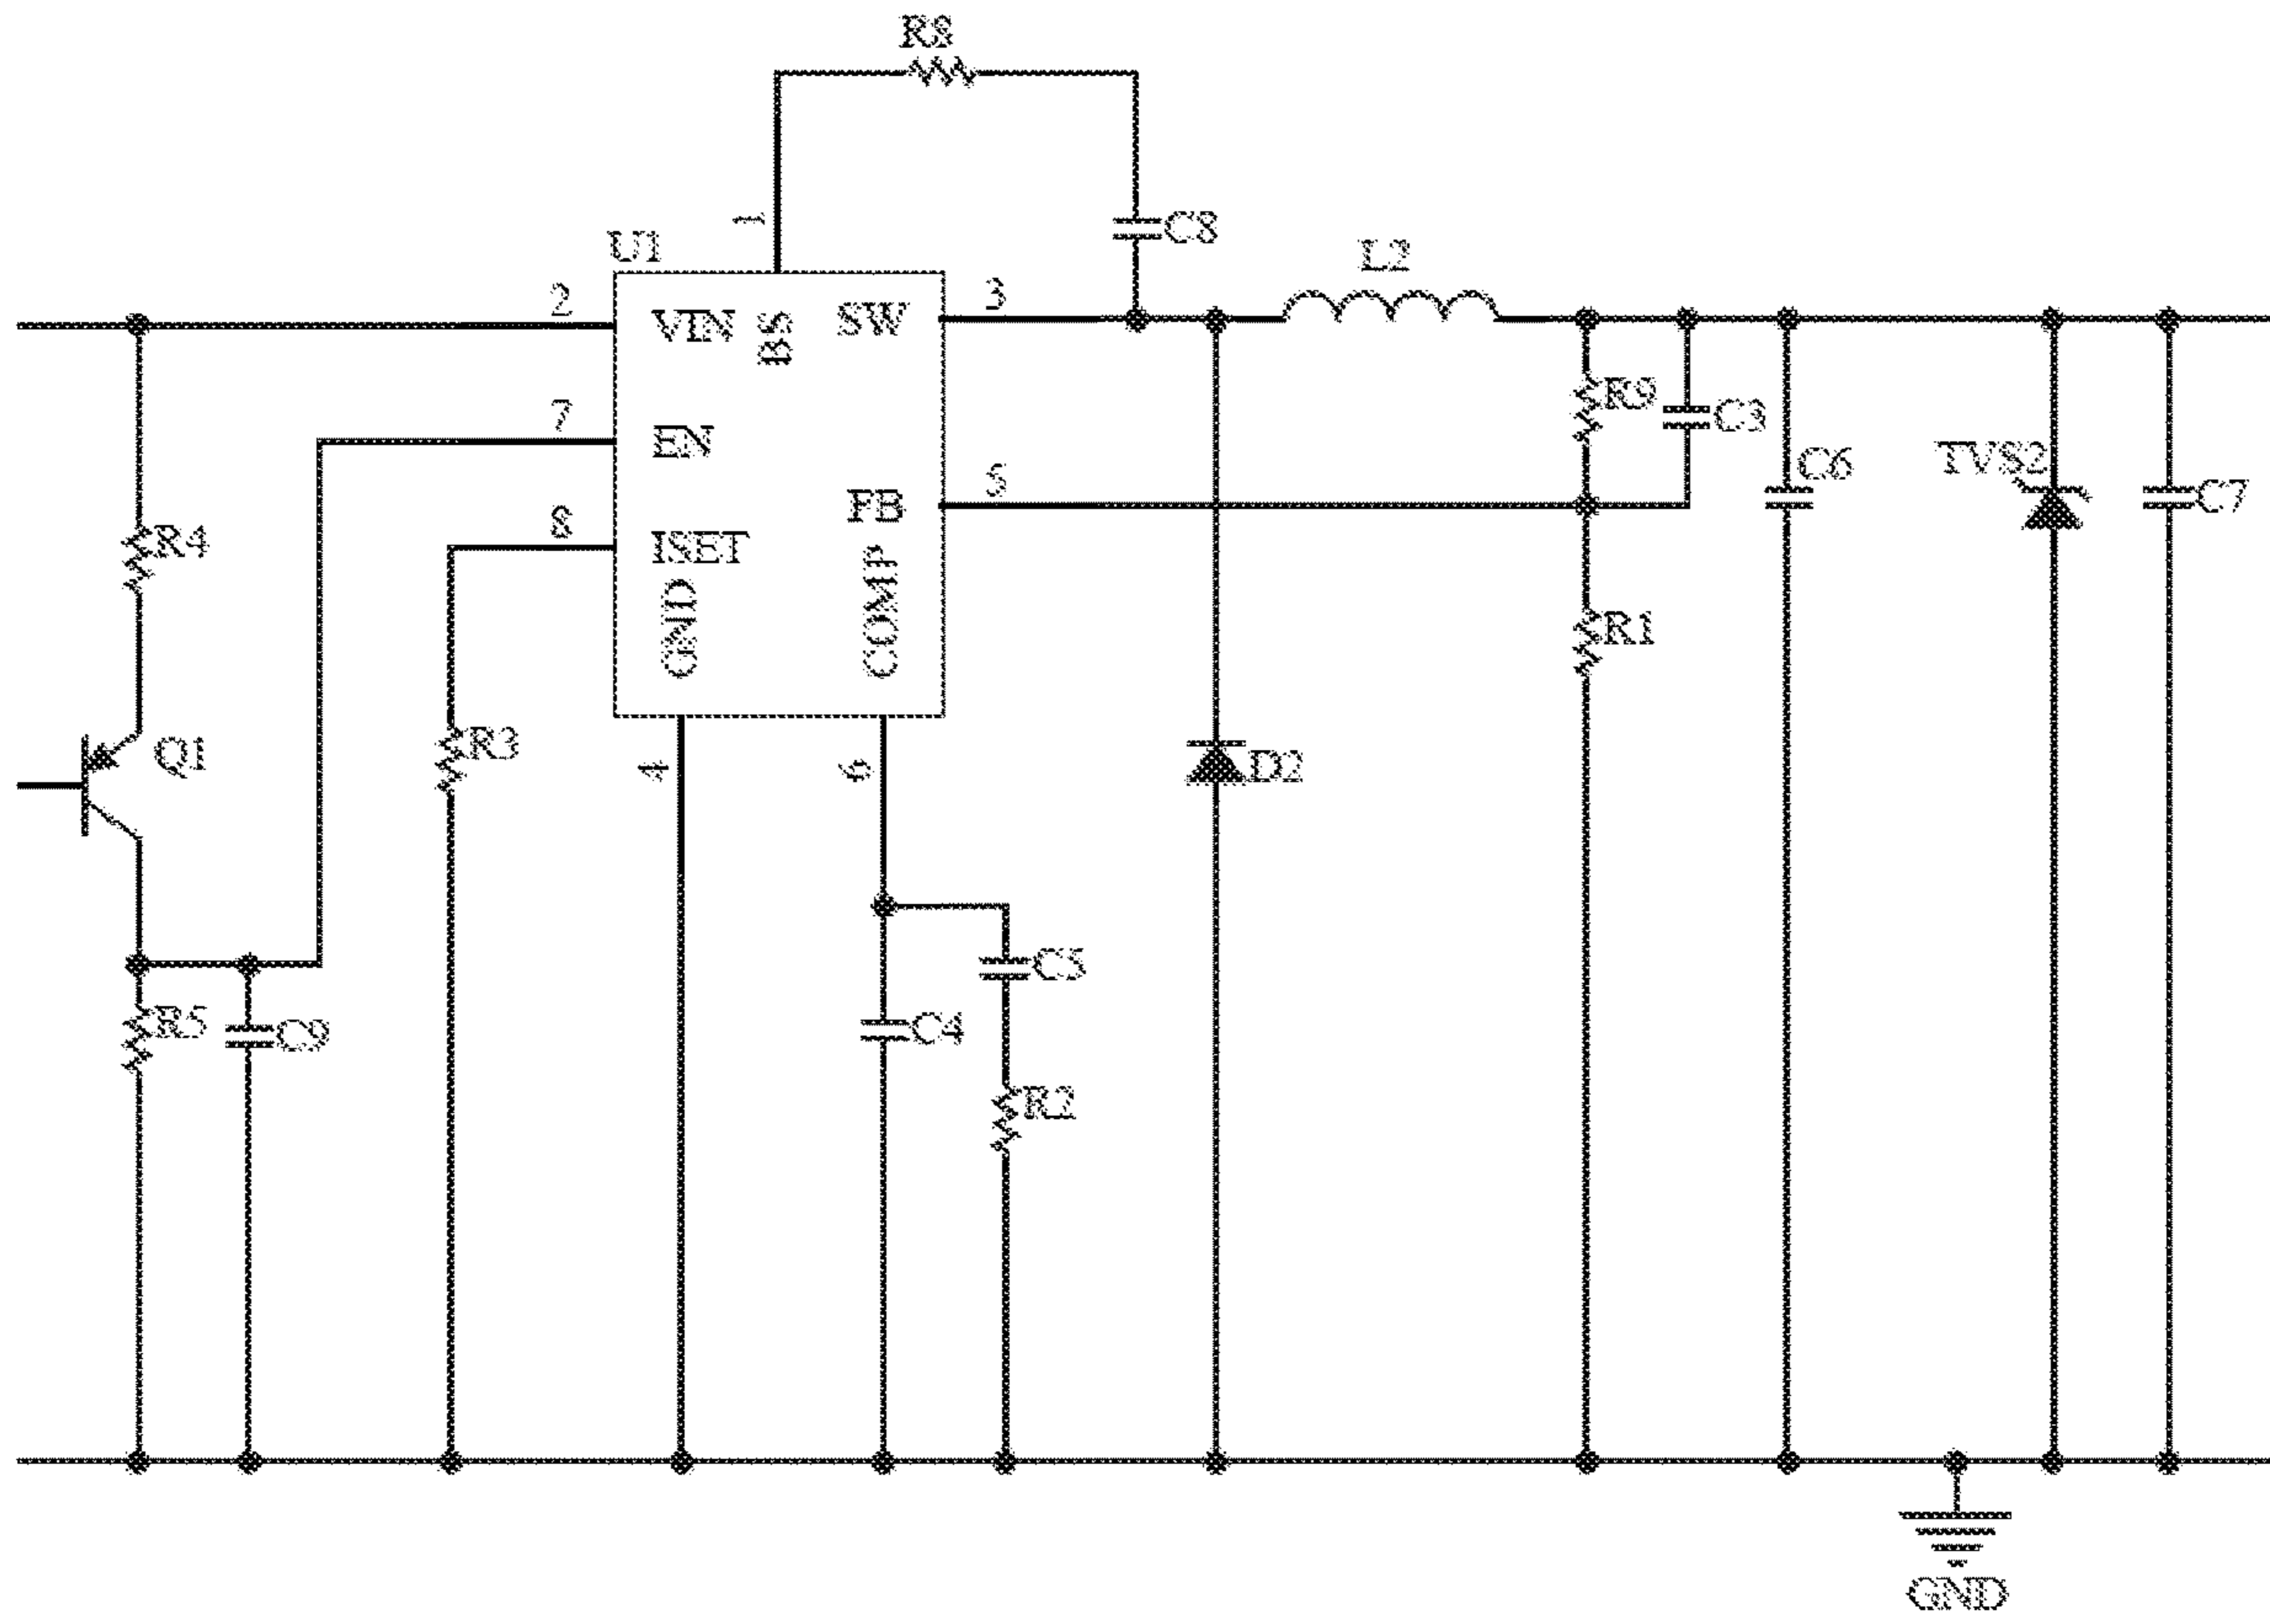 R8
1
C8
U1
L2
2
3
VIN
BS
SW
R9
C3
7
EN
C6
TVS2
5
FB
C7
8
R4
ISET
GND
COMP
R1
Q1
R3
4
6
D2
C5
R5
C9
C4
R2
GND